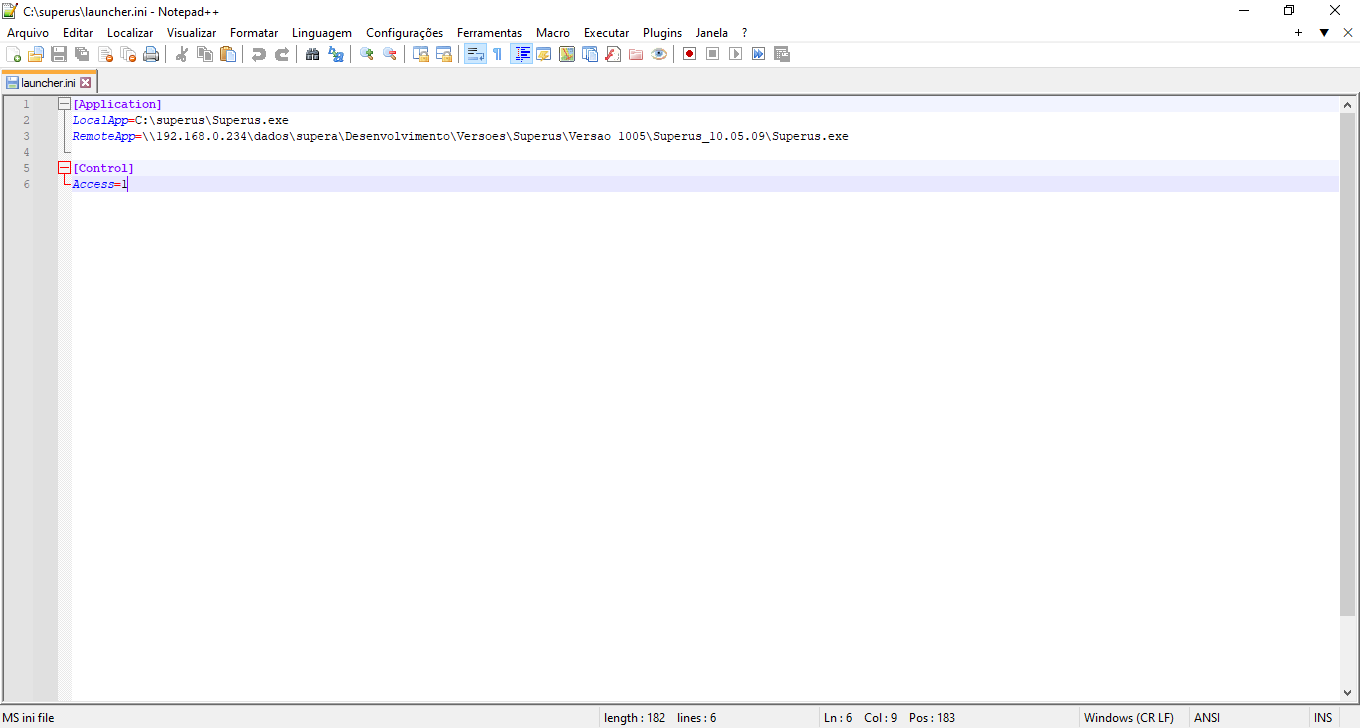 C:\superus\launcher.ini - Notepad++
Arquivo Editar Localizar Visualizar Formatar Linguagem Configurações Ferramentas Macro Executar Plugins Janela ?
launcher.ini
1 [Application]
2 LocalApp=C:\superus\Superus.exe
3 RemoteApp=\\192.168.0.234\dados\supera\Desenvolvimento\Versoes\Superus\Versao 1005\Superus_10.05.09\Superus.exe
4
5 [Control]
6 Access=1
MS ini file length : 182 lines : 6 Ln : 6 Col : 9 Pos : 183 Windows (CR LF) ANSI INS